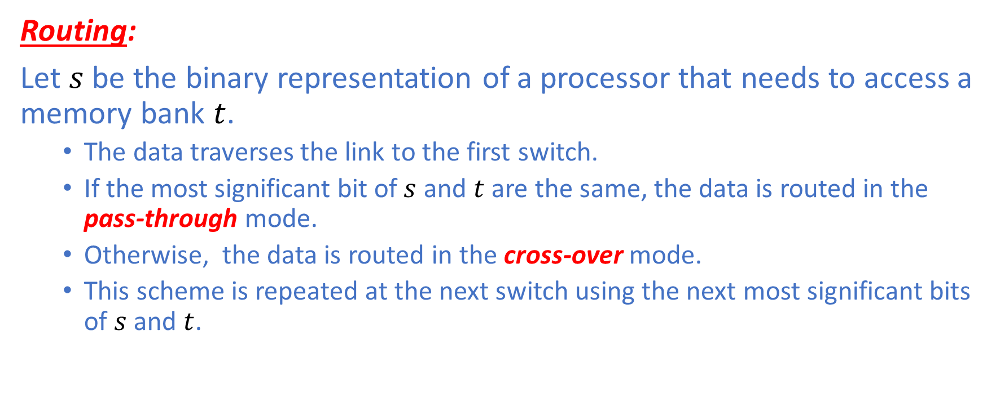 Routing:
Let s be the binary representation of a processor that needs to access a
memory bank t.
• The data traverses the link to the first switch.
• If the most significant bit of s and t are the same, the data is routed in the
pass-through mode.
• Otherwise,  the data is routed in the cross-over mode.
• This scheme is repeated at the next switch using the next most significant bits
of s and t.